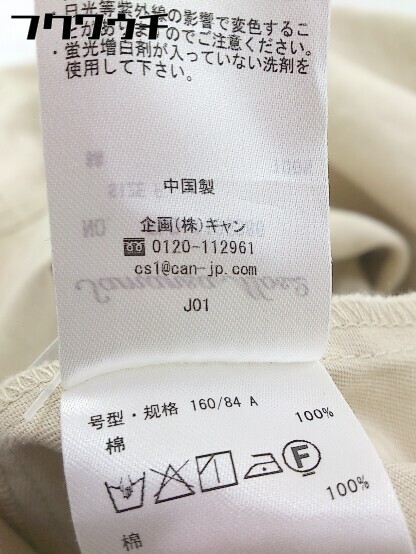 フクウクチ
・日光等紫外線の影響で変色するこ
とがありますのでご注意ください。
・蛍光増白剤が入っていない洗剤を
使用して下さい。
中国製
企画(株)キャン
0120-112961
cs1@can-jp.com
J01
号型・规格 160/84 A
棉 100%
F
棉 100%